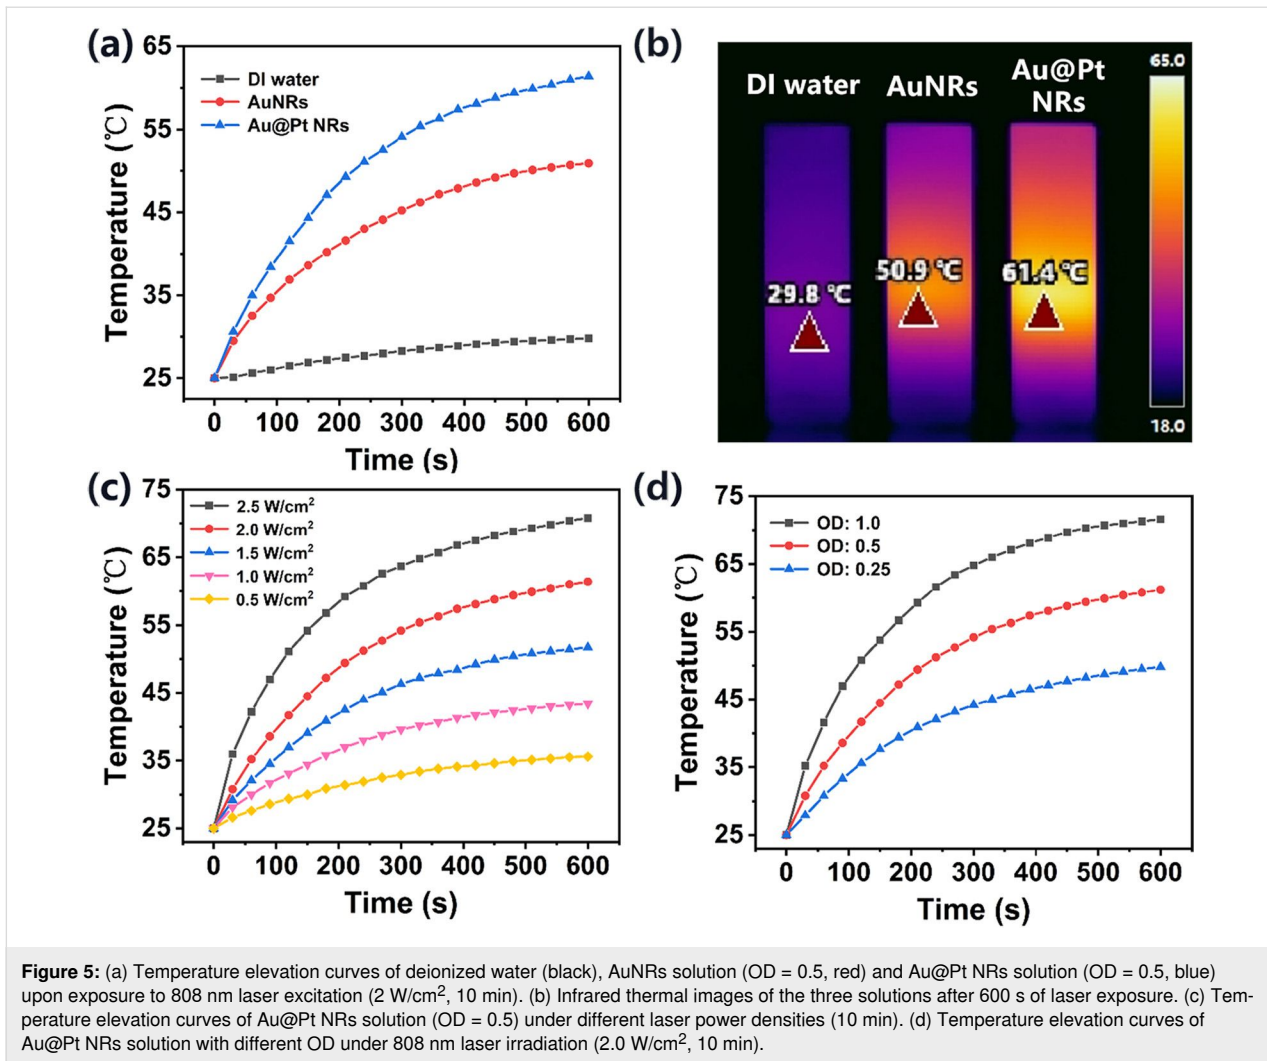 (a)
65
55
45
35
25
Temperature (℃)
DI water
AuNRs
Au@Pt NRs
0 100 200 300 400 500 600
Time (s)
(b)
DI water AuNRs Au@Pt
NRs
65.0
29.8 ℃ 50.9 ℃ 61.4 ℃
18.0
(c)
75
65
55
45
35
25
Temperature (℃)
2.5 W/cm²
2.0 W/cm²
1.5 W/cm²
1.0 W/cm²
0.5 W/cm²
0 100 200 300 400 500 600
Time (s)
(d)
75
65
55
45
35
25
Temperature (℃)
OD: 1.0
OD: 0.5
OD: 0.25
0 100 200 300 400 500 600
Time (s)
Figure 5: (a) Temperature elevation curves of deionized water (black), AuNRs solution (OD = 0.5, red) and Au@Pt NRs solution (OD = 0.5, blue)
upon exposure to 808 nm laser excitation (2 W/cm², 10 min). (b) Infrared thermal images of the three solutions after 600 s of laser exposure. (c) Tem-
perature elevation curves of Au@Pt NRs solution (OD = 0.5) under different laser power densities (10 min). (d) Temperature elevation curves of
Au@Pt NRs solution with different OD under 808 nm laser irradiation (2.0 W/cm², 10 min).